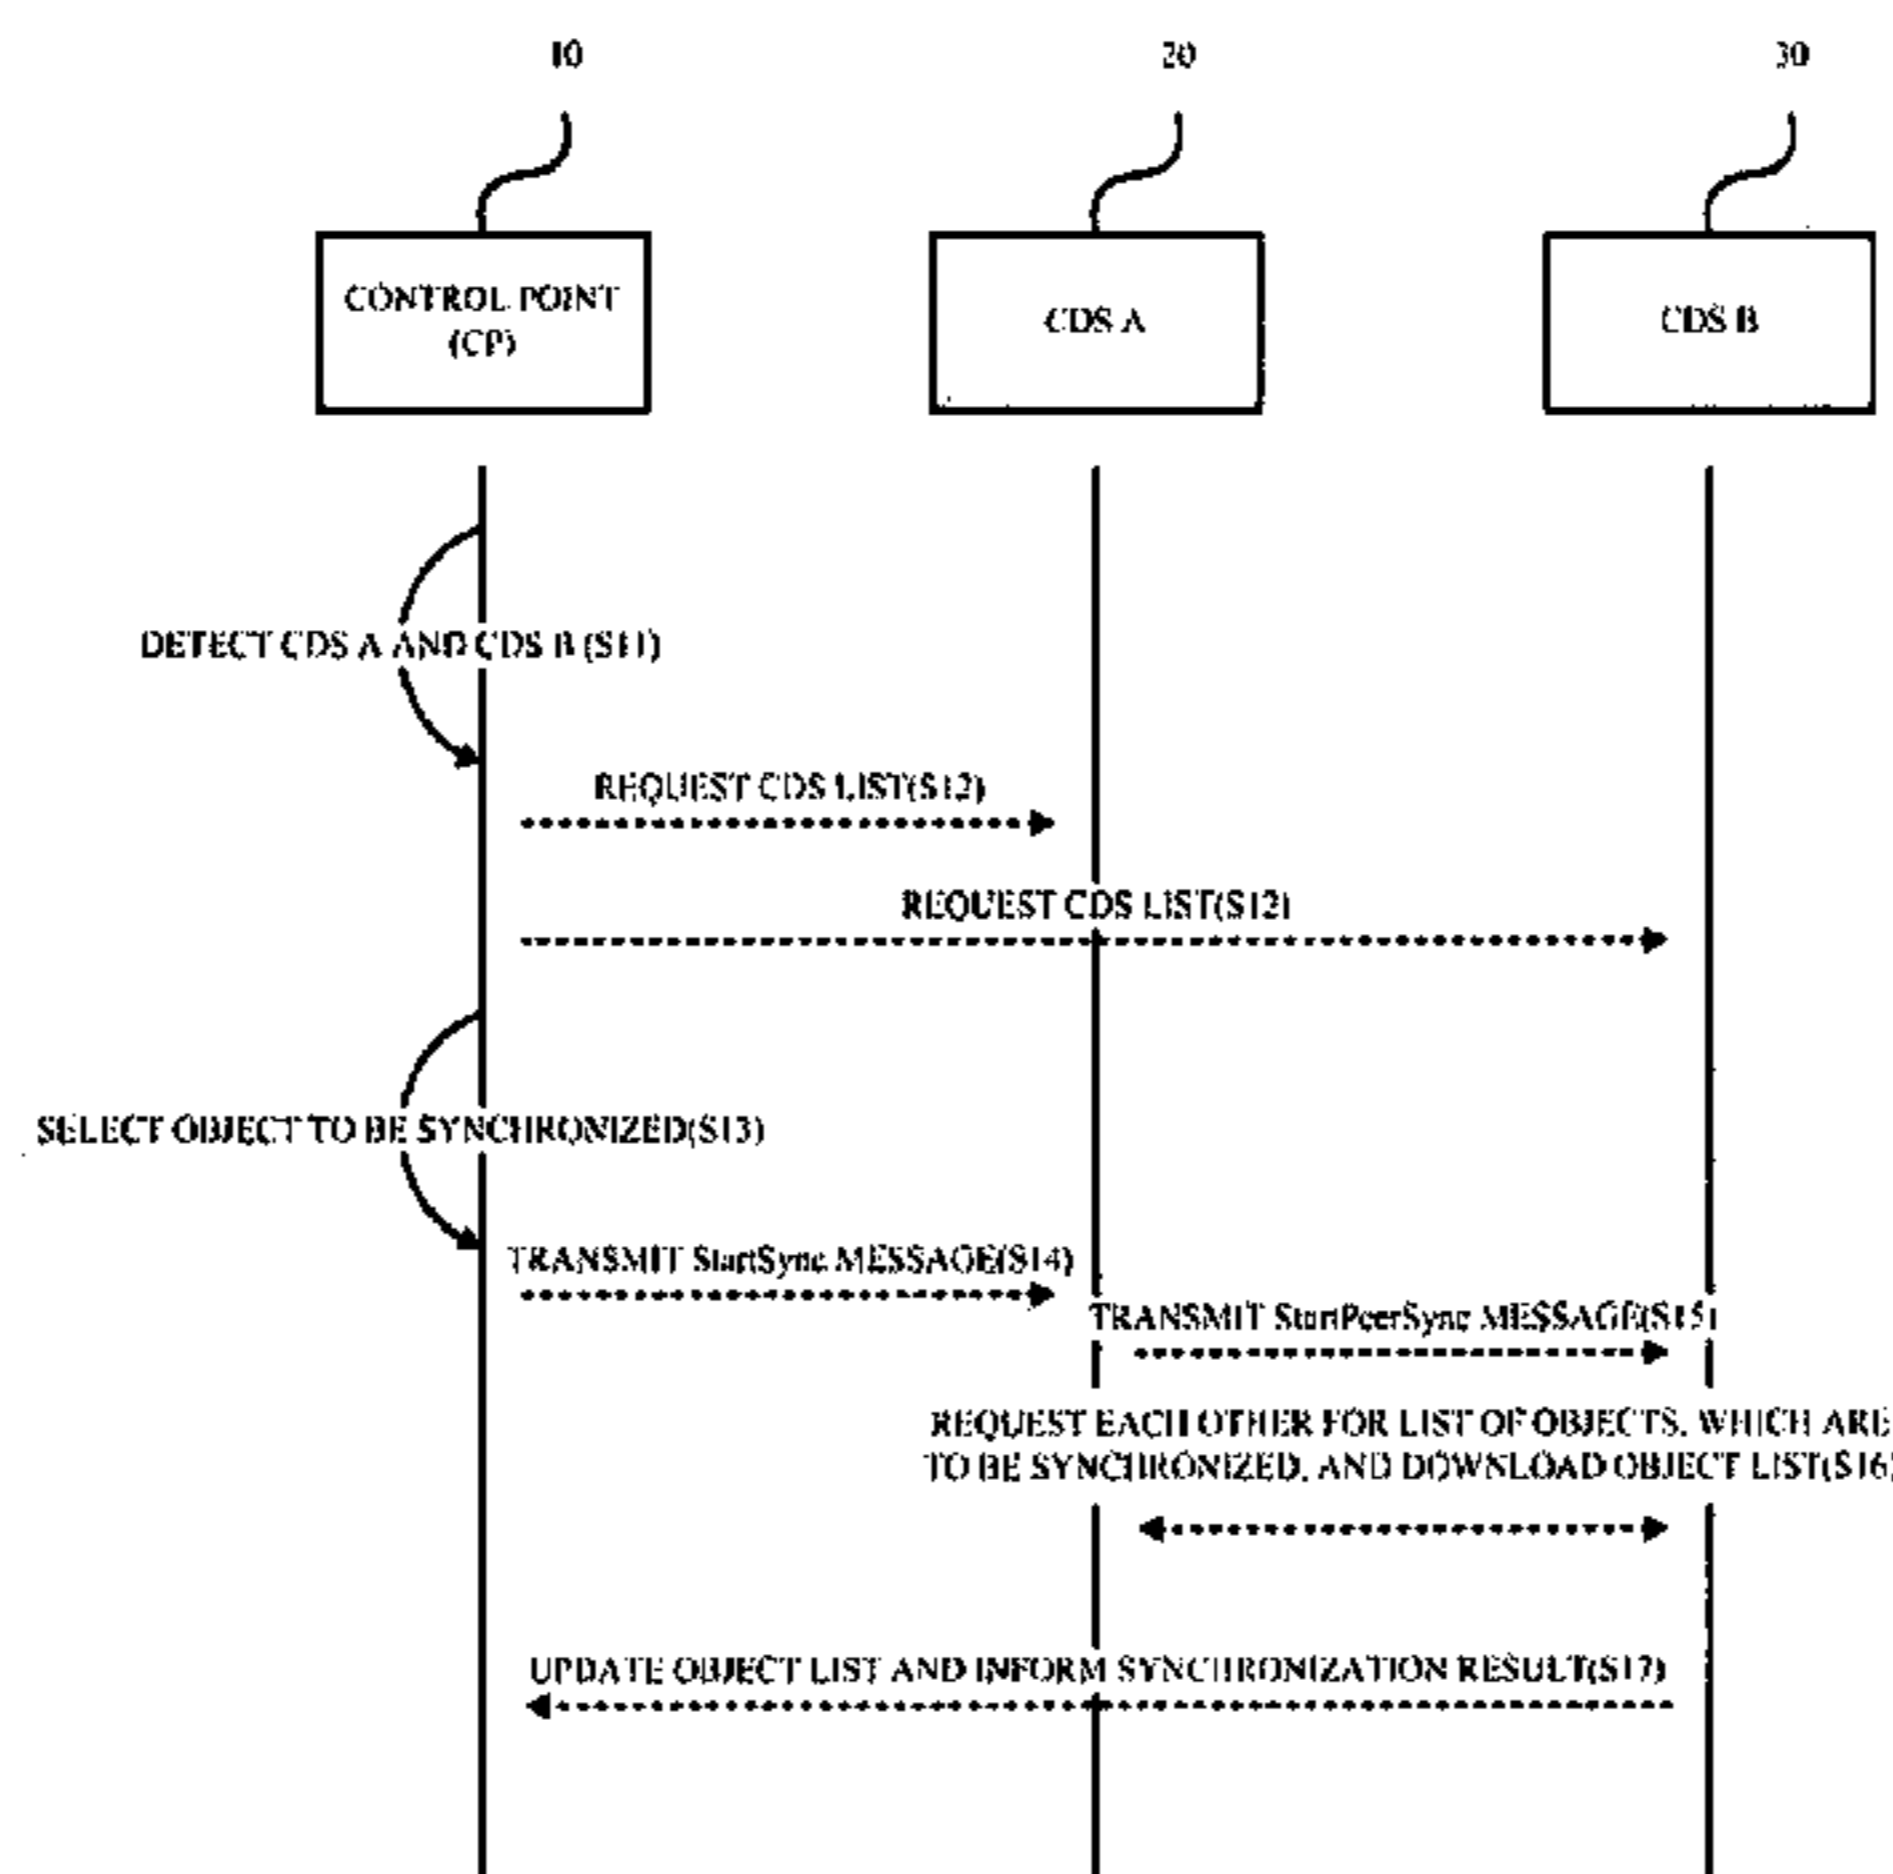 10
20
30
CONTROL POINT
(CP)
CDS A
CDS B
DETECT CDS A AND CDS B (S11)
REQUEST CDS LIST(S12)
REQUEST CDS LIST(S12)
SELECT OBJECT TO BE SYNCHRONIZED(S13)
TRANSMIT StartSync MESSAGE(S14)
TRANSMIT StartPeerSync MESSAGE(S15)
REQUEST EACH OTHER FOR LIST OF OBJECTS, WHICH ARE
TO BE SYNCHRONIZED, AND DOWNLOAD OBJECT LIST(S16)
UPDATE OBJECT LIST AND INFORM SYNCHRONIZATION RESULT(S17)